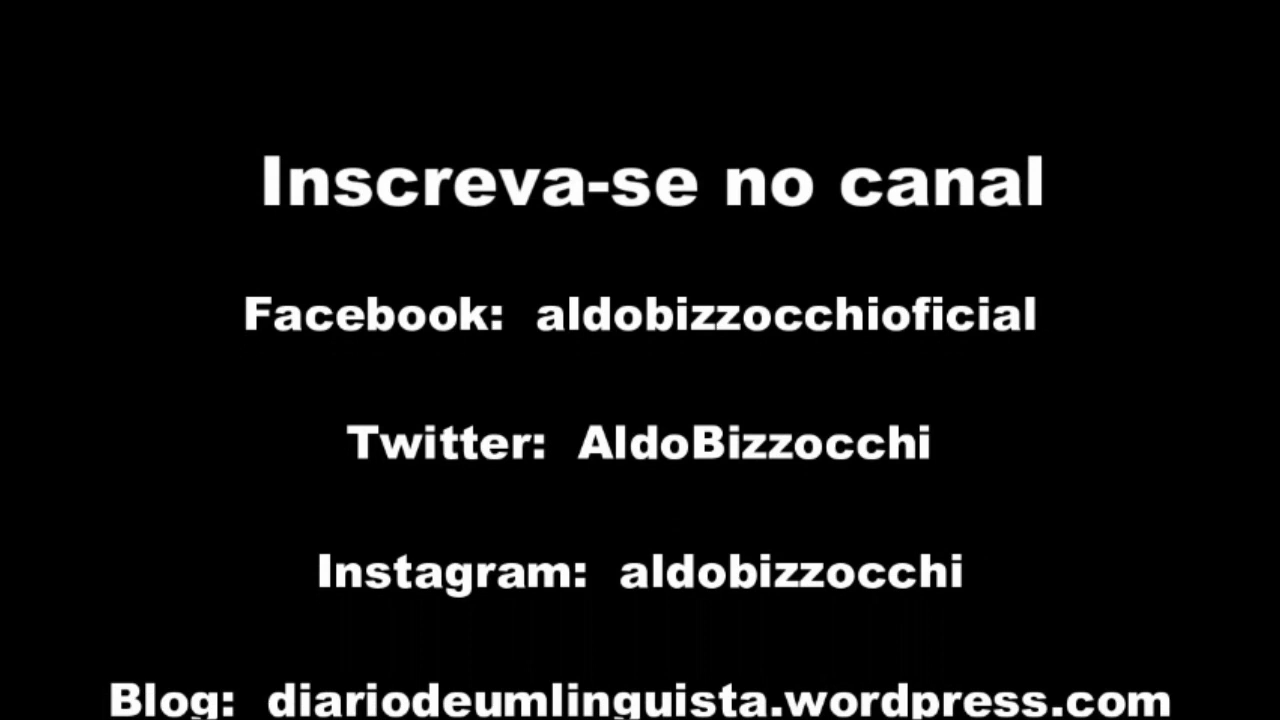 Inscreva-se no canal
Facebook: aldobizzocchioficial
Twitter: AldoBizzocchi
Instagram: aldobizzocchi
Blog: diariodeumlinguista.wordpress.com